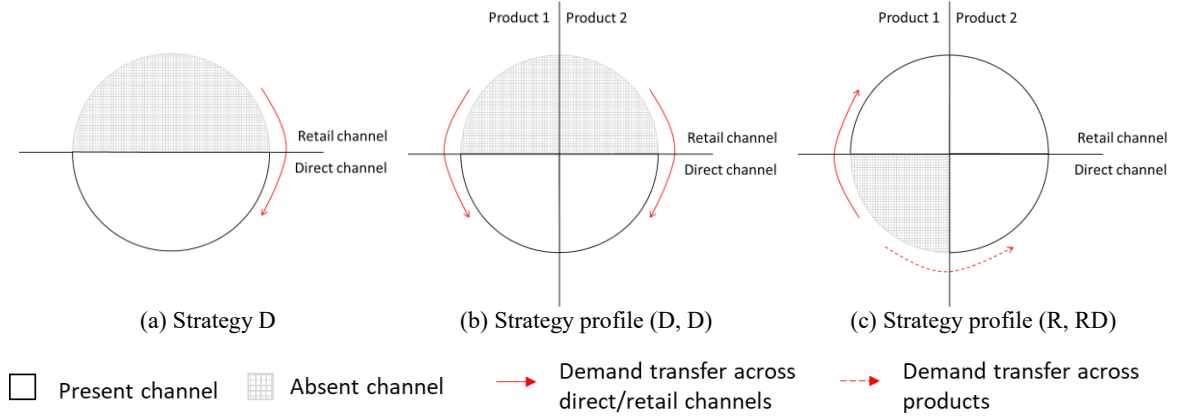 Product 1 Product 2
Product 1 Product 2
Retail channel
Direct channel
Retail channel
Direct channel
Retail channel
Direct channel
(a) Strategy D
(b) Strategy profile (D, D)
(c) Strategy profile (R, RD)
Present channel
Absent channel
Demand transfer across
direct/retail channels
Demand transfer across
products